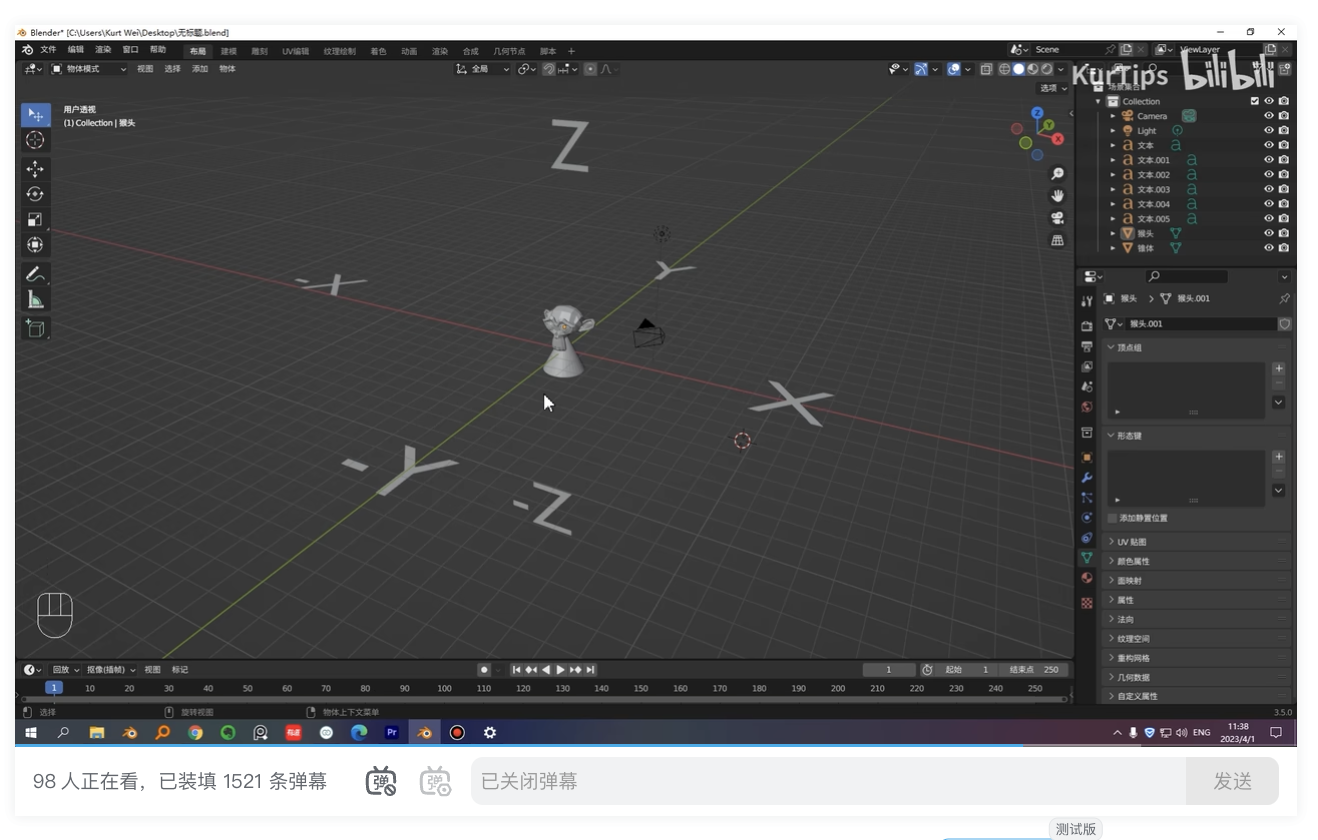 Blender* [C:\Users\Kurt Wei\Desktop\无标题.blend]
文件 编辑 渲染 窗口 帮助 布局 建模 雕刻 UV编辑 纹理绘制 着色 动画 渲染 合成 几何节点 脚本 + Scene ViewLayer
物体模式 视图 选择 添加 物体 全局
KurTips bilibili
选项
场景集合
用户透视
(1) Collection | 猴头
Collection
Camera
Light
文本
文本.001
文本.002
文本.003
文本.004
文本.005
猴头
锥体
Z
Y
X
Z
-X
Y
X
-Y
-Z
猴头 > 猴头.001
猴头.001
顶点组
形态键
添加静置位置
UV 贴图
颜色属性
面映射
属性
法向
纹理空间
重构网格
几何数据
自定义属性
回放 抠像(插帧) 视图 标记 1 起始 1 结束点 250
1 10 20 30 40 50 60 70 80 90 100 110 120 130 140 150 160 170 180 190 200 210 220 230 240 250
选择 旋转视图 物体上下文菜单 3.5.0
Pr ENG 11:38
2023/4/1
98 人正在看，已装填 1521 条弹幕 弹 弹 已关闭弹幕 发送
测试版